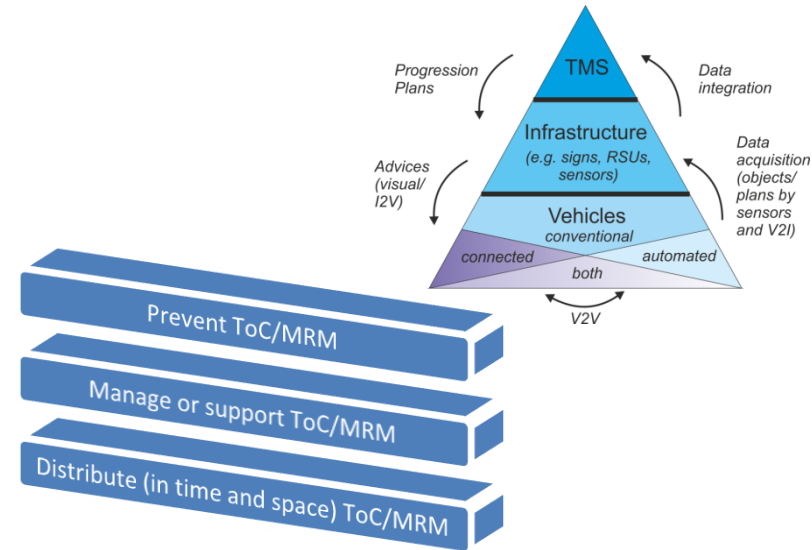 TMS
Progression
Plans
Data
integration
Infrastructure
(e.g. signs, RSUs,
sensors)
Advices
(visual/
I2V)
Data
acquisition
(objects/
plans by
sensors
and V2I)
Vehicles
conventional
connected
automated
both
V2V
Prevent ToC/MRM
Manage or support ToC/MRM
Distribute (in time and space) ToC/MRM